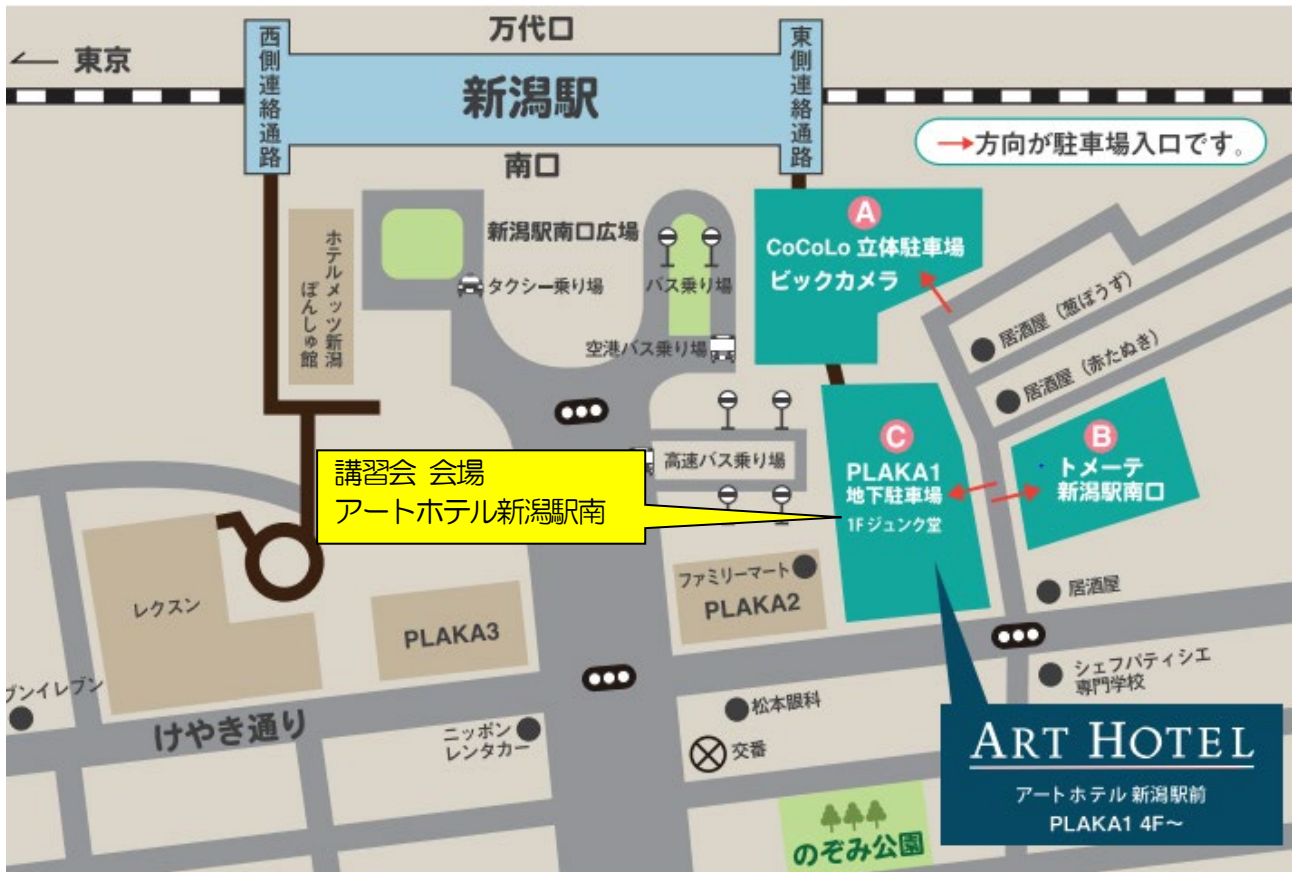 万代口
西側連絡通路
東側連絡通路
東京
新潟駅
→方向が駐車場入口です。
南口
A
CoCoLo 立体駐車場
ビックカメラ
新潟駅南口広場
ホテルメッツ新潟
ぽんしゅ館
タクシー乗り場
バス乗り場
居酒屋（葱ぼうず）
空港バス乗り場
居酒屋（赤たぬき）
C
PLAKA1
地下駐車場
1F ジュンク堂
B
トメーテ
新潟駅南口
講習会 会場
アートホテル新潟駅南
高速バス乗り場
ファミリーマート
PLAKA2
居酒屋
レクスン
PLAKA3
シェフパティシエ
専門学校
ブンイレブン
けやき通り
ニッポン
レンタカー
松本眼科
交番
ART HOTEL
アートホテル 新潟駅前
PLAKA1 4F～
のぞみ公園